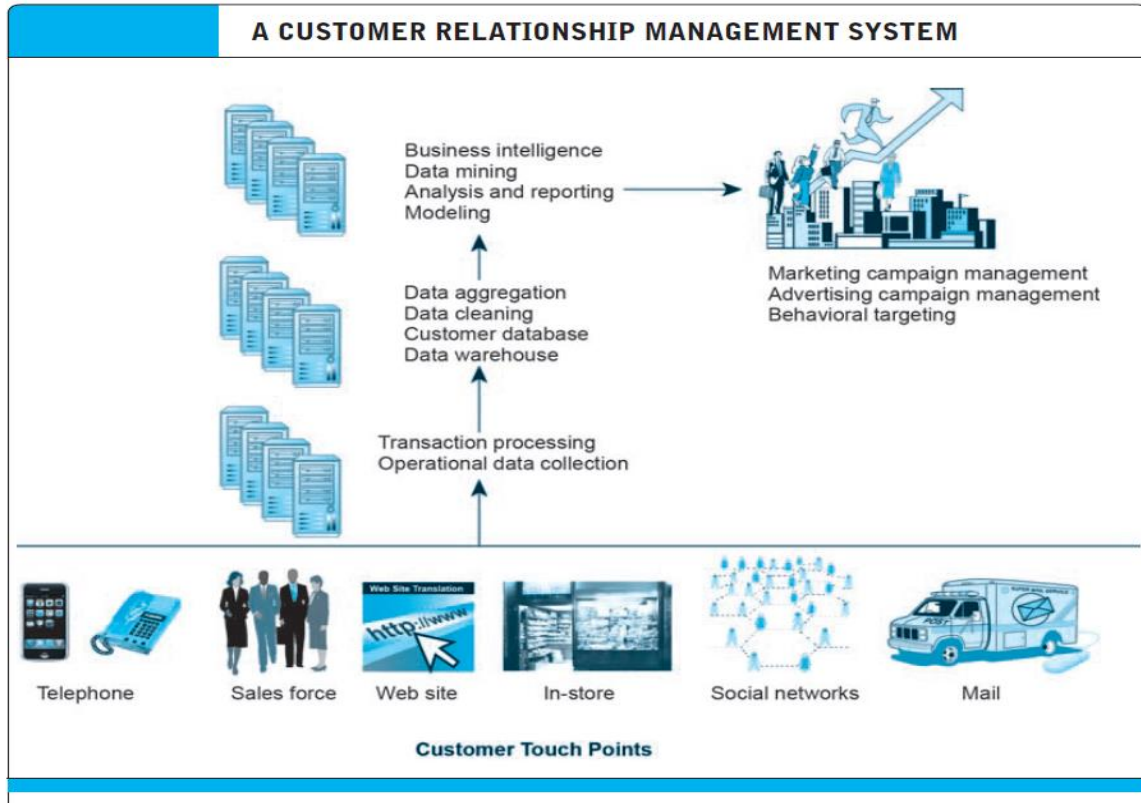 A CUSTOMER RELATIONSHIP MANAGEMENT SYSTEM
Business intelligence
Data mining
Analysis and reporting
Modeling
Marketing campaign management
Advertising campaign management
Behavioral targeting
Data aggregation
Data cleaning
Customer database
Data warehouse
Transaction processing
Operational data collection
Web Site Translation
http://www
POST
Telephone
Sales force
Web site
In-store
Social networks
Mail
Customer Touch Points